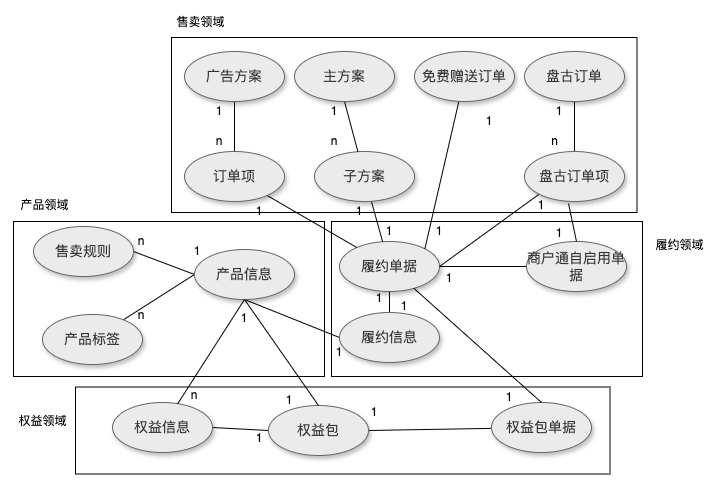 售卖领域
广告方案
主方案
免费赠送订单
盘古订单
1
1
1
1
n
n
n
订单项
子方案
盘古订单项
产品领域
1
1
1
履约领域
售卖规则
n
1
产品信息
1
1
1
履约单据
1
商户通自启用单
据
产品标签
n
1
1
1
履约信息
1
权益领域
n
1
1
1
权益信息
1
权益包
权益包单据